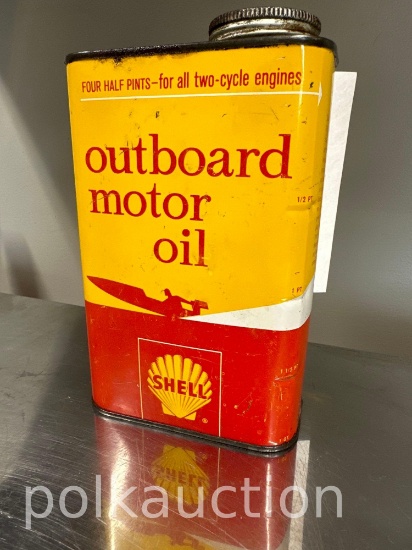 FOUR HALF PINTS—for all two-cycle engines
outboard
motor
oil
1/2 PT
1 PT
SHELL
®
polkauction